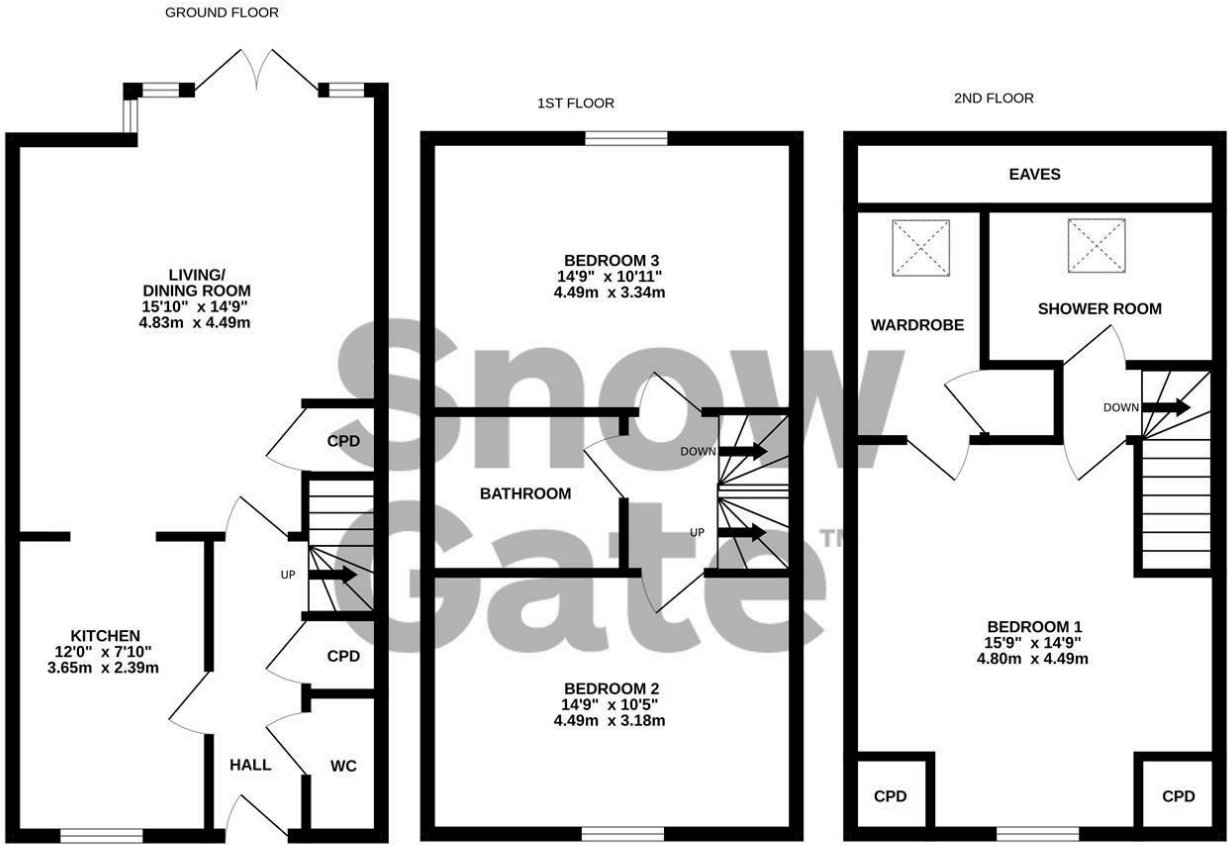 GROUND FLOOR
LIVING/
DINING ROOM
15'10" x 14'9"
4.83m x 4.49m
CPD
UP
KITCHEN
12'0" x 7'10"
3.65m x 2.39m
CPD
HALL
WC
1ST FLOOR
BEDROOM 3
14'9" x 10'11"
4.49m x 3.34m
DOWN
BATHROOM
UP
BEDROOM 2
14'9" x 10'5"
4.49m x 3.18m
2ND FLOOR
EAVES
WARDROBE
SHOWER ROOM
DOWN
BEDROOM 1
15'9" x 14'9"
4.80m x 4.49m
CPD
CPD
Snow
Gate™